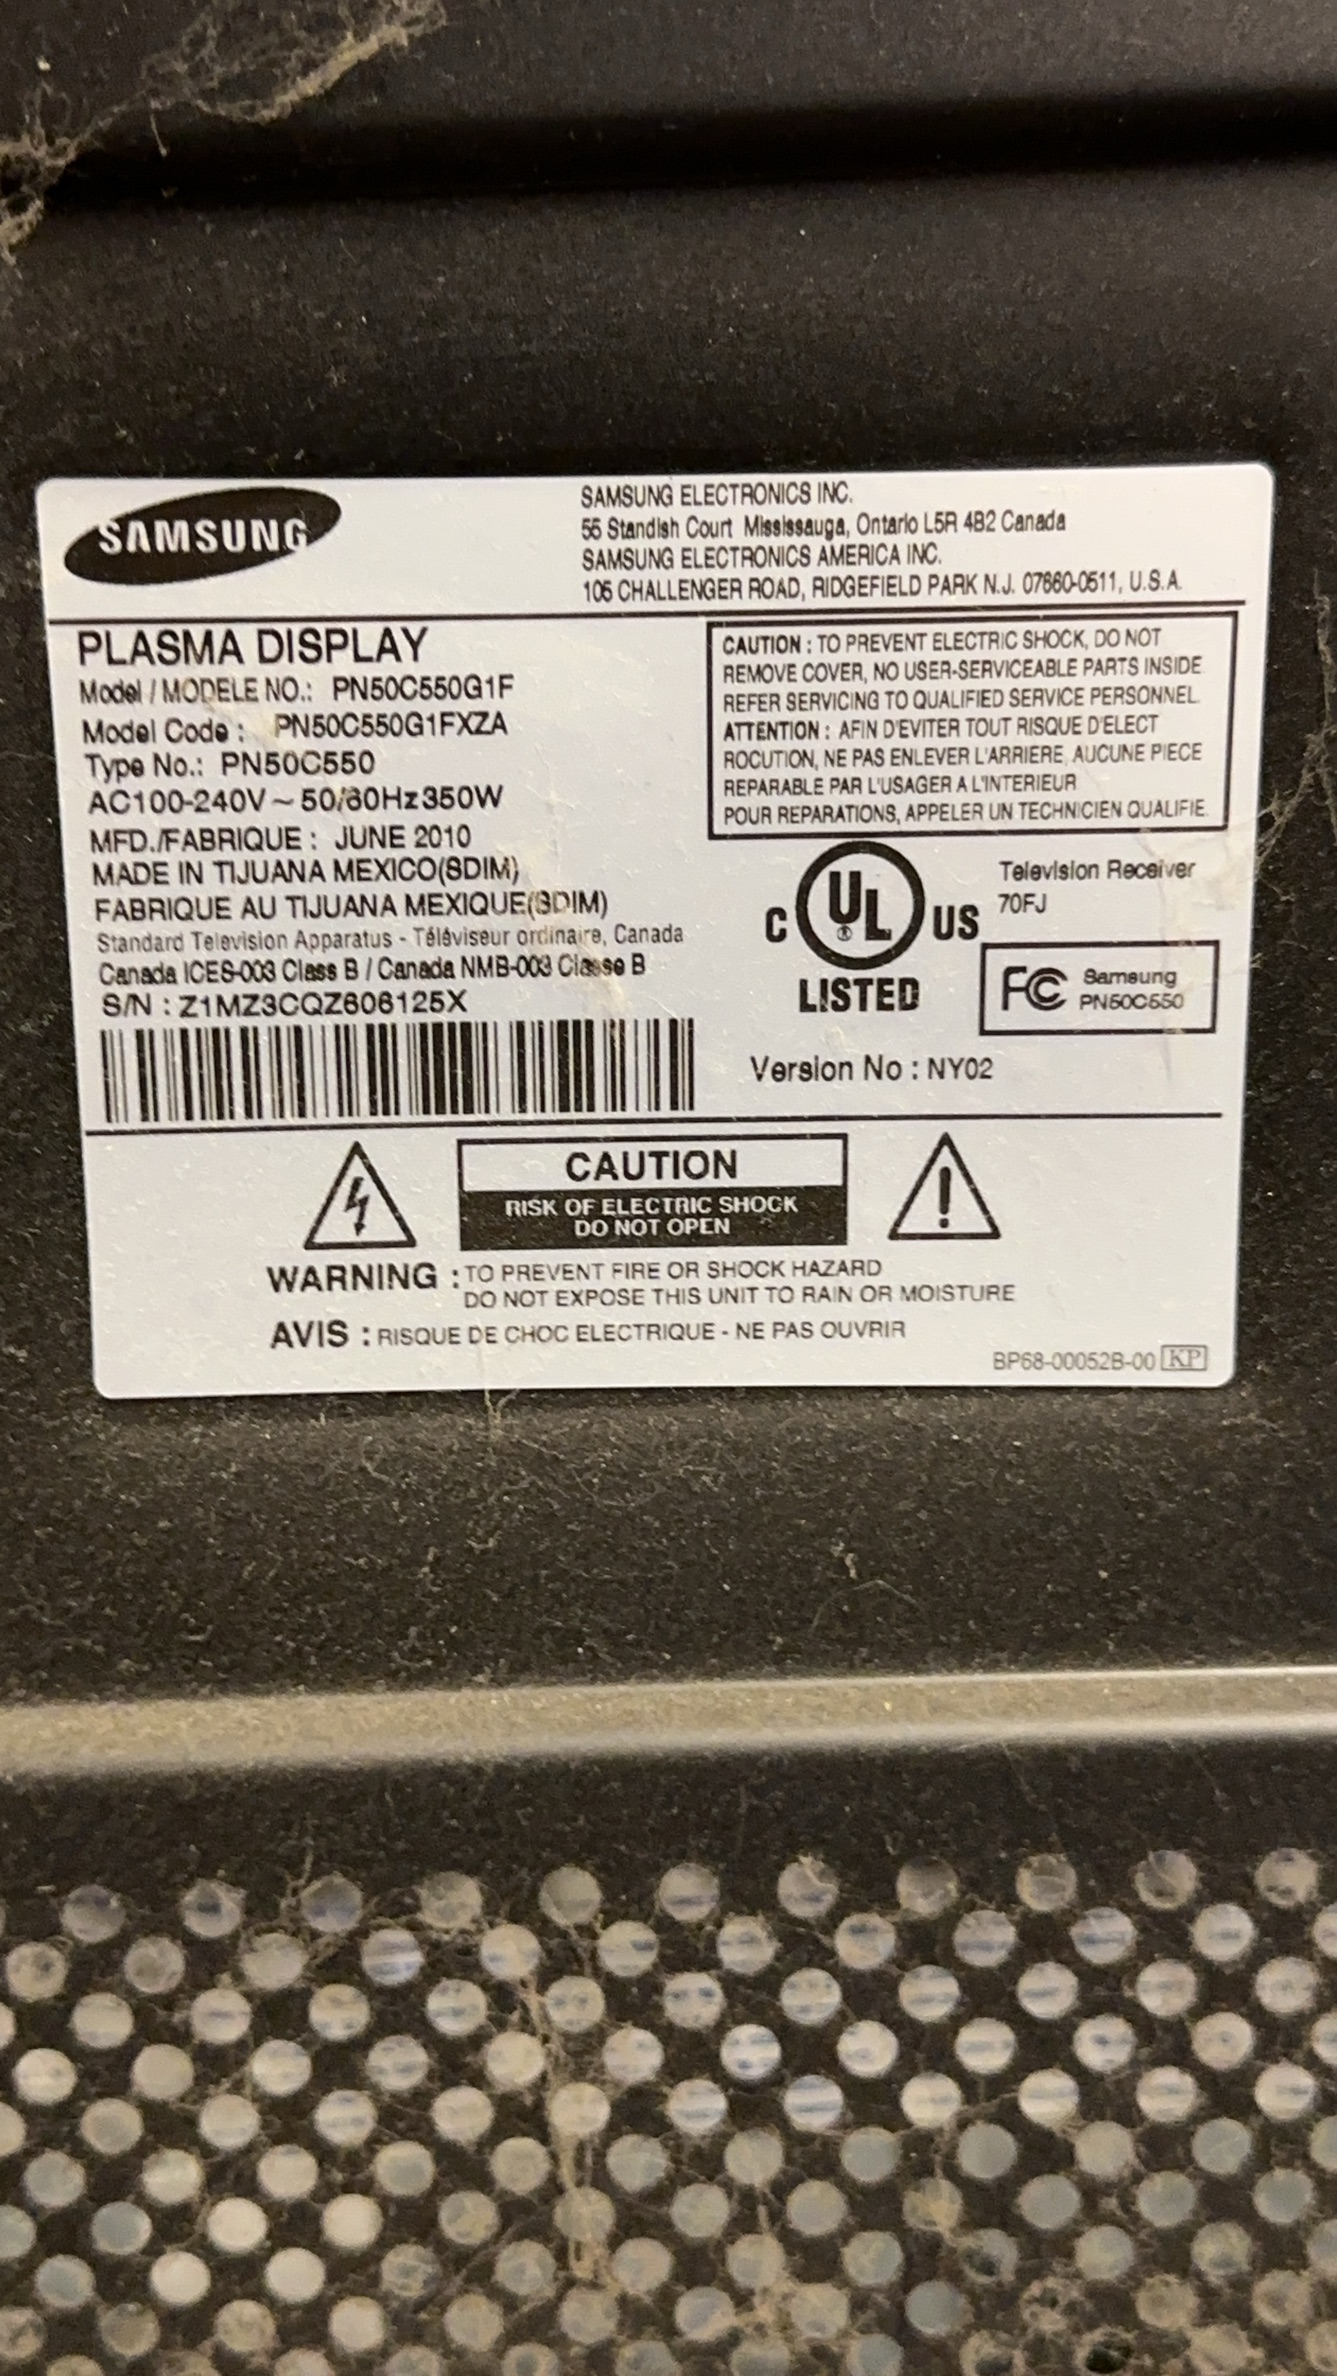 SAMSUNG
SAMSUNG ELECTRONICS INC.
55 Standish Court Mississauga, Ontario L5R 4B2 Canada
SAMSUNG ELECTRONICS AMERICA INC.
105 CHALLENGER ROAD, RIDGEFIELD PARK N.J. 07660-0511, U.S.A.
PLASMA DISPLAY
Model / MODELE NO.: PN50C550G1F
Model Code : PN50C550G1FXZA
Type No.: PN50C550
AC100-240V ~ 50/60Hz 350W
MFD./FABRIQUE : JUNE 2010
MADE IN TIJUANA MEXICO(SDIM)
FABRIQUE AU TIJUANA MEXIQUE(SDIM)
Standard Television Apparatus - Téléviseur ordinaire, Canada
Canada ICES-003 Class B / Canada NMB-003 Classe B
S/N : Z1MZ3CQZ606125X
CAUTION : TO PREVENT ELECTRIC SHOCK, DO NOT
REMOVE COVER, NO USER-SERVICEABLE PARTS INSIDE.
REFER SERVICING TO QUALIFIED SERVICE PERSONNEL.
ATTENTION : AFIN D'EVITER TOUT RISQUE D'ELECT
ROCUTION, NE PAS ENLEVER L'ARRIERE, AUCUNE PIECE
REPARABLE PAR L'USAGER A L'INTERIEUR
POUR REPARATIONS, APPELER UN TECHNICIEN QUALIFIE.
C UL ® US
LISTED
Television Receiver
70FJ
FC Samsung
PN50C550
Version No : NY02
CAUTION
RISK OF ELECTRIC SHOCK
DO NOT OPEN
WARNING : TO PREVENT FIRE OR SHOCK HAZARD
DO NOT EXPOSE THIS UNIT TO RAIN OR MOISTURE
AVIS : RISQUE DE CHOC ELECTRIQUE - NE PAS OUVRIR
BP68-00052B-00 KP